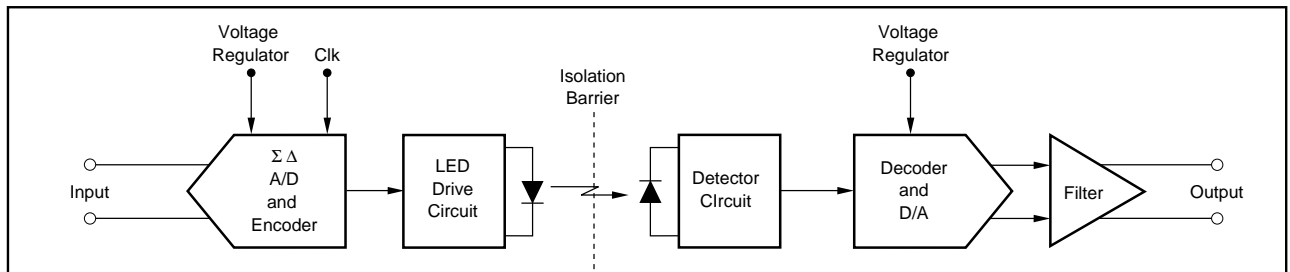 Voltage
Regulator
Clk
Isolation
Barrier
Voltage
Regulator
Input
Σ Δ
A/D
and
Encoder
LED
Drive
Circuit
Detector
CIrcuit
Decoder
and
D/A
Filter
Output